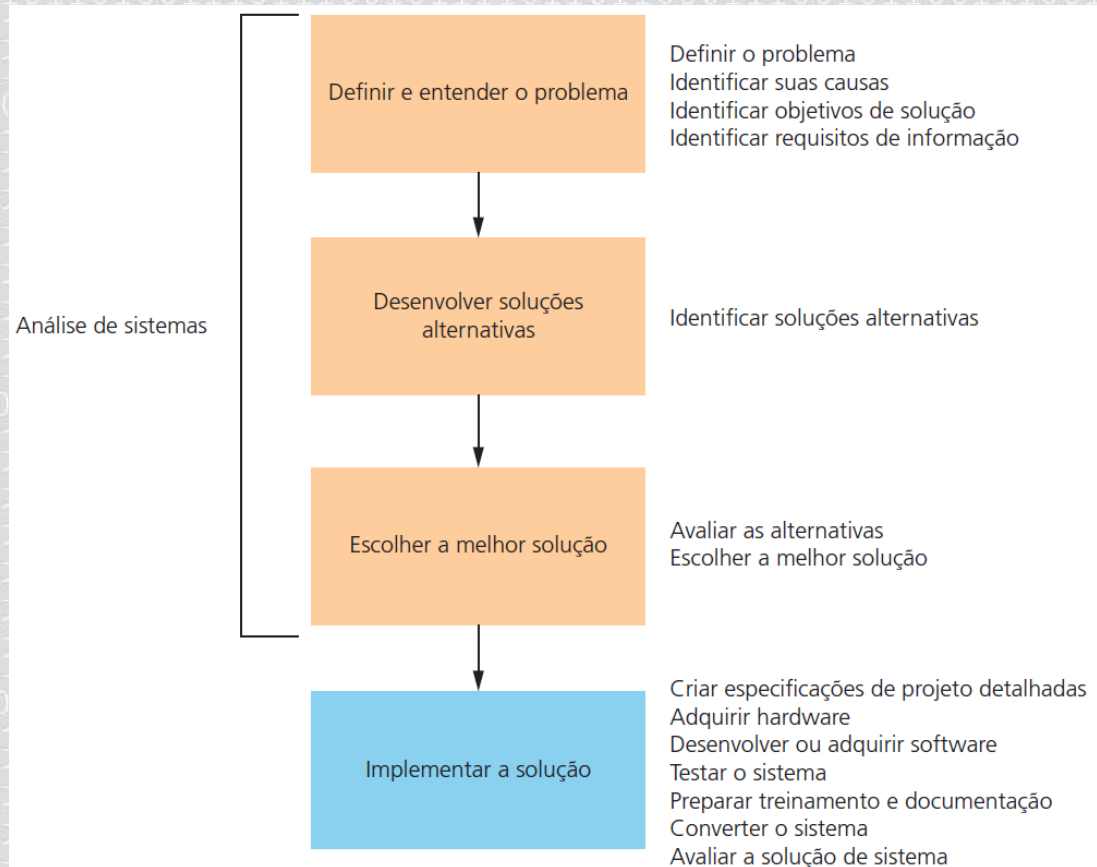 Definir e entender o problema
Definir o problema
Identificar suas causas
Identificar objetivos de solução
Identificar requisitos de informação
Análise de sistemas
Desenvolver soluções
alternativas
Identificar soluções alternativas
Escolher a melhor solução
Avaliar as alternativas
Escolher a melhor solução
Implementar a solução
Criar especificações de projeto detalhadas
Adquirir hardware
Desenvolver ou adquirir software
Testar o sistema
Preparar treinamento e documentação
Converter o sistema
Avaliar a solução de sistema